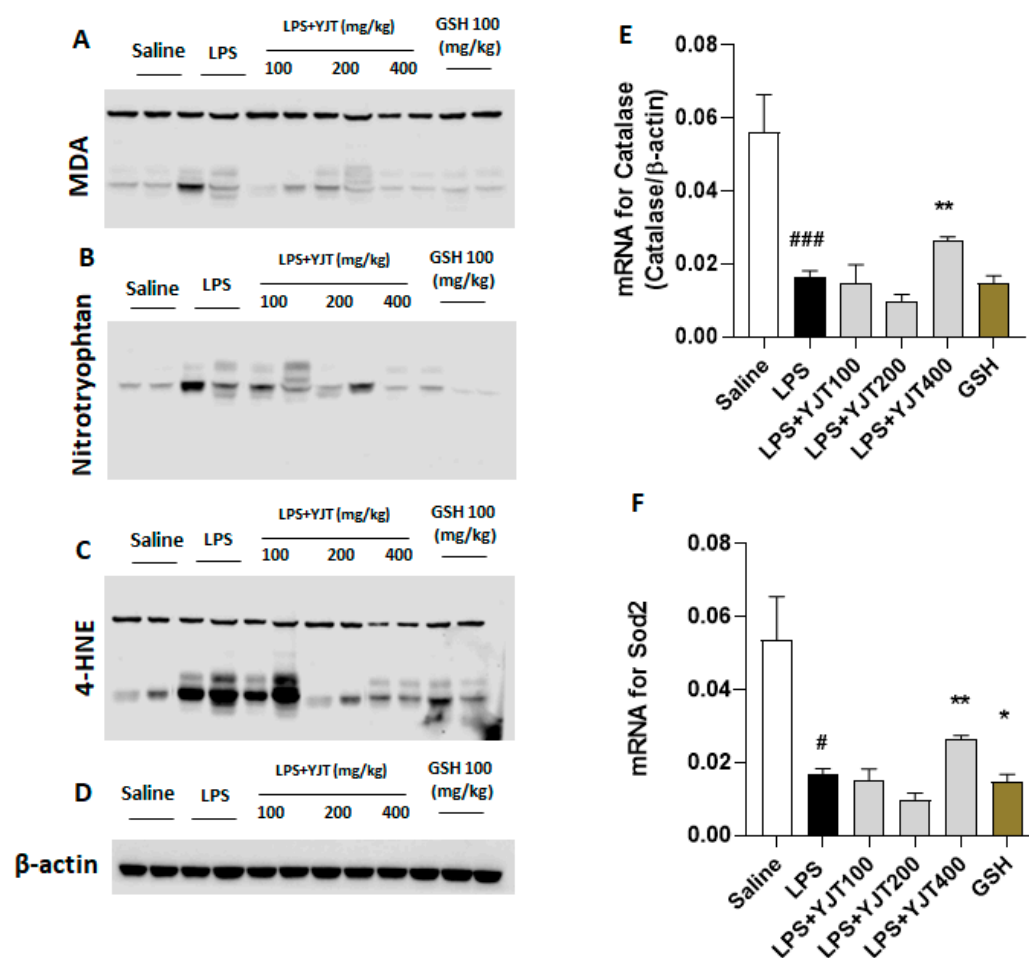 A
Saline
LPS
LPS+YJT (mg/kg)
100
200
400
GSH 100
(mg/kg)
MDA
B
Saline
LPS
LPS+YJT (mg/kg)
100
200
400
GSH 100
(mg/kg)
Nitrotryophtan
C
Saline
LPS
LPS+YJT (mg/kg)
100
200
400
GSH 100
(mg/kg)
4-HNE
D
Saline
LPS
LPS+YJT (mg/kg)
100
200
400
GSH 100
(mg/kg)
β-actin
E
mRNA for Catalase
(Catalase/β-actin)
0.08
0.06
0.04
0.02
0.00
###
**
Saline
LPS
LPS+YJT100
LPS+YJT200
LPS+YJT400
GSH
F
mRNA for Sod2
0.08
0.06
0.04
0.02
0.00
#
**
*
Saline
LPS
LPS+YJT100
LPS+YJT200
LPS+YJT400
GSH